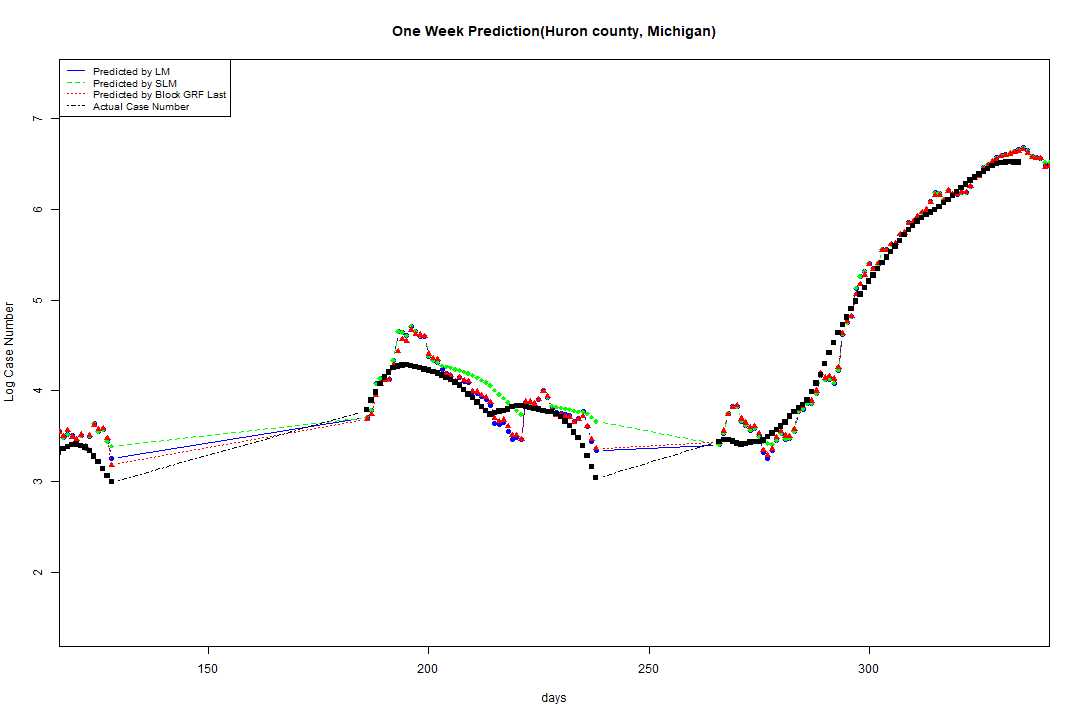 One Week Prediction(Huron county, Michigan)
Predicted by LM
Predicted by SLM
Predicted by Block GRF Last
Actual Case Number
7
6
5
4
3
2
Log Case Number
150 200 250 300
days